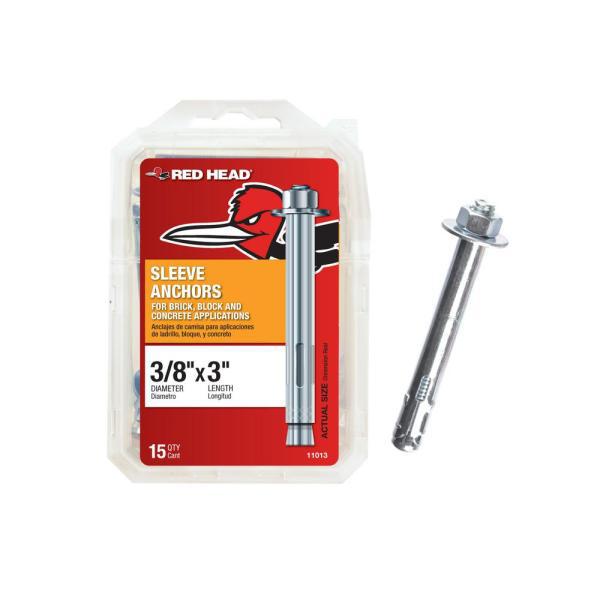 RED HEAD
SLEEVE
ANCHORS
FOR BRICK, BLOCK AND
CONCRETE APPLICATIONS
Anclajes de camisa para aplicaciones
de ladrillo, bloque, y concreto
3/8" x 3"
DIAMETER LENGTH
Diametro Longitud
ACTUAL SIZE Dimension Real
15 QTY
Cant
11013